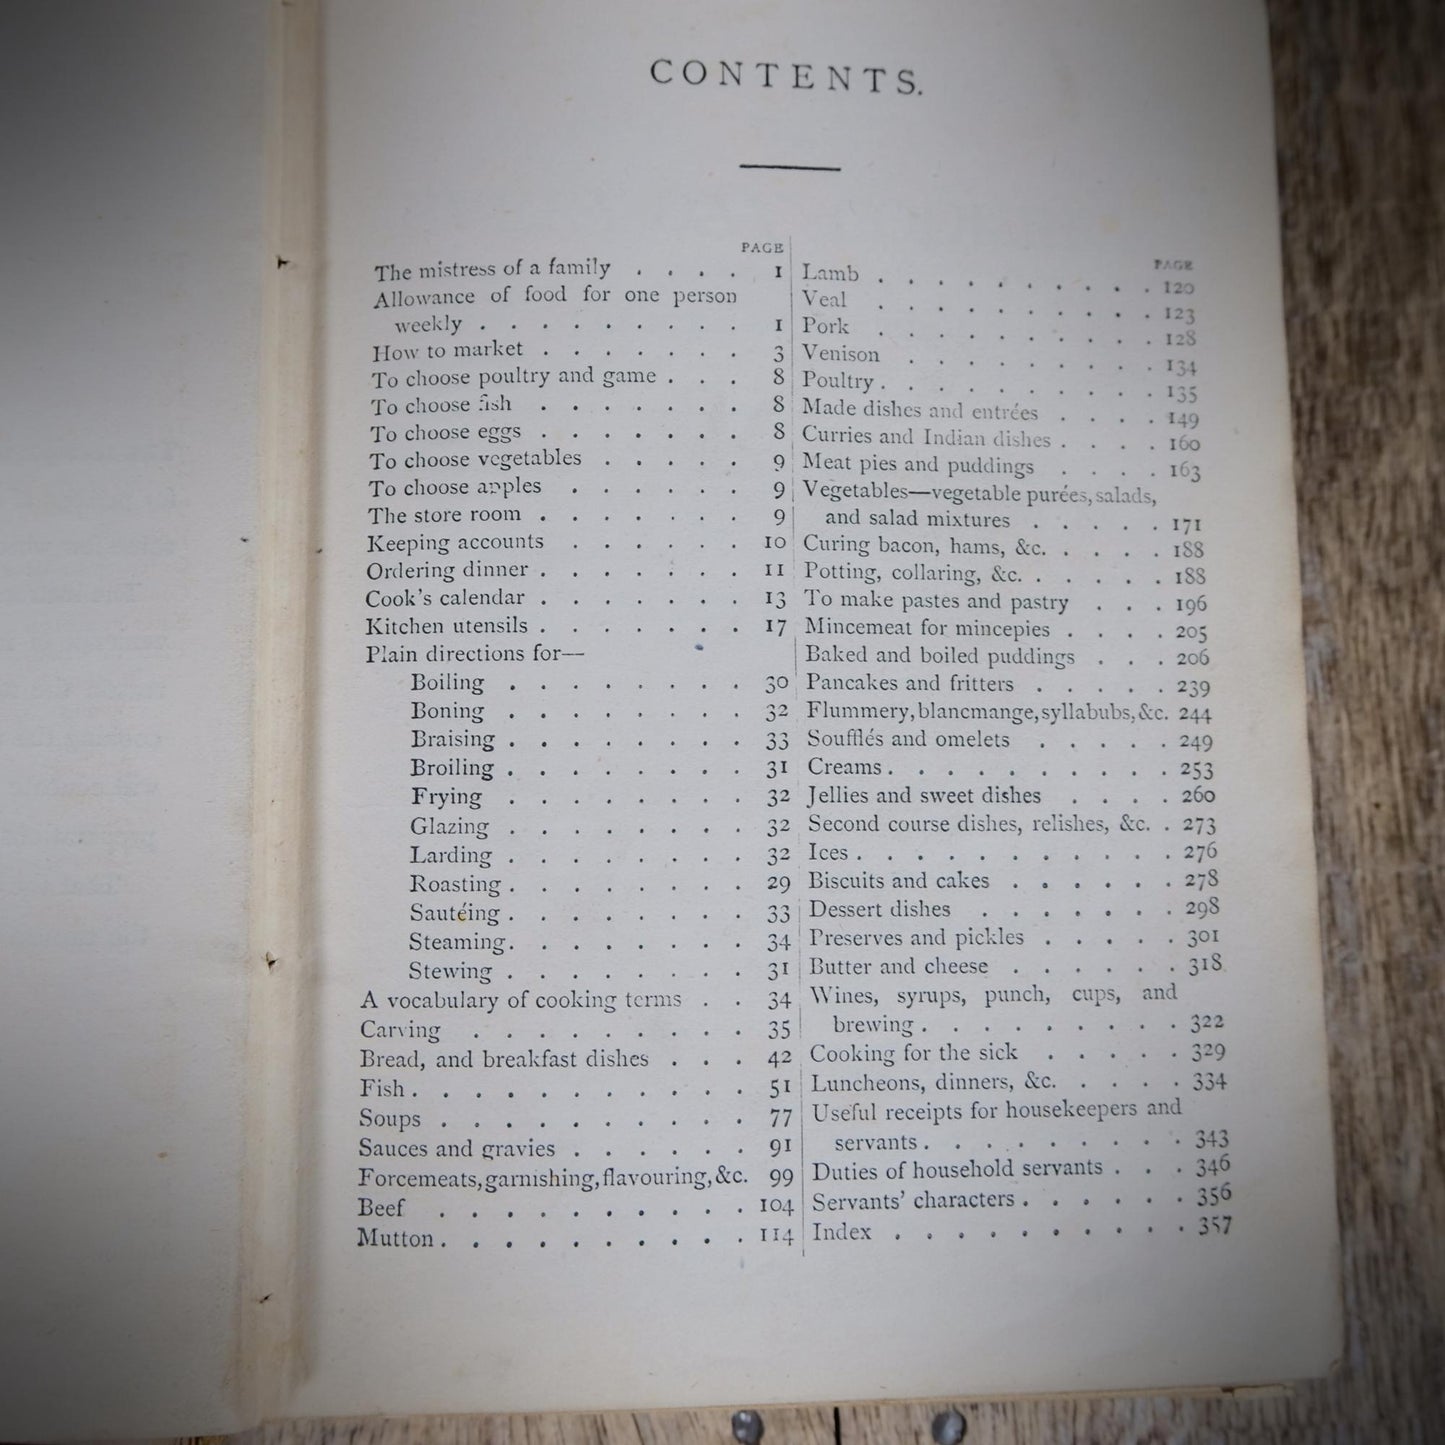 CONTENTS.
PAGE
The mistress of a family . . . . 1
Allowance of food for one person
weekly . . . . . . . . . 1
How to market . . . . . . . 3
To choose poultry and game . . . 8
To choose fish . . . . . . . 8
To choose eggs . . . . . . . 8
To choose vegetables . . . . . 9
To choose apples . . . . . . 9
The store room . . . . . . . 9
Keeping accounts . . . . . . 10
Ordering dinner . . . . . . . 11
Cook's calendar . . . . . . . 13
Kitchen utensils . . . . . . . 17
Plain directions for—
Boiling . . . . . . . . 30
Boning . . . . . . . . 32
Braising . . . . . . . . 33
Broiling . . . . . . . . 31
Frying . . . . . . . . 32
Glazing . . . . . . . . 32
Larding . . . . . . . . 32
Roasting . . . . . . . . 29
Sautéing . . . . . . . . 33
Steaming. . . . . . . . 34
Stewing . . . . . . . . 31
A vocabulary of cooking terms . . 34
Carving . . . . . . . . . 35
Bread, and breakfast dishes . . . 42
Fish . . . . . . . . . . . 51
Soups . . . . . . . . . . 77
Sauces and gravies . . . . . . 91
Forcemeats, garnishing, flavouring, &c. 99
Beef . . . . . . . . . . 104
Mutton . . . . . . . . . . 114
PAGE
Lamb . . . . . . . . . . 120
Veal . . . . . . . . . . 123
Pork . . . . . . . . . . 128
Venison . . . . . . . . . 134
Poultry . . . . . . . . . . 135
Made dishes and entrées . . . . 149
Curries and Indian dishes . . . . 160
Meat pies and puddings . . . . 163
Vegetables—vegetable purées, salads,
and salad mixtures . . . . . 171
Curing bacon, hams, &c. . . . . 188
Potting, collaring, &c. . . . . . 188
To make pastes and pastry . . . 196
Mincemeat for mincepies . . . . 205
Baked and boiled puddings . . . 206
Pancakes and fritters . . . . . 239
Flummery, blancmange, syllabubs, &c. 244
Soufflés and omelets . . . . . 249
Creams . . . . . . . . . . 253
Jellies and sweet dishes . . . . 260
Second course dishes, relishes, &c. . 273
Ices . . . . . . . . . . . 276
Biscuits and cakes . . . . . . 278
Dessert dishes . . . . . . . 298
Preserves and pickles . . . . . 301
Butter and cheese . . . . . . 318
Wines, syrups, punch, cups, and
brewing . . . . . . . . . 322
Cooking for the sick . . . . . 329
Luncheons, dinners, &c. . . . . 334
Useful receipts for housekeepers and
servants . . . . . . . . . 343
Duties of household servants . . . 346
Servants' characters . . . . . . 356
Index . . . . . . . . . . 357